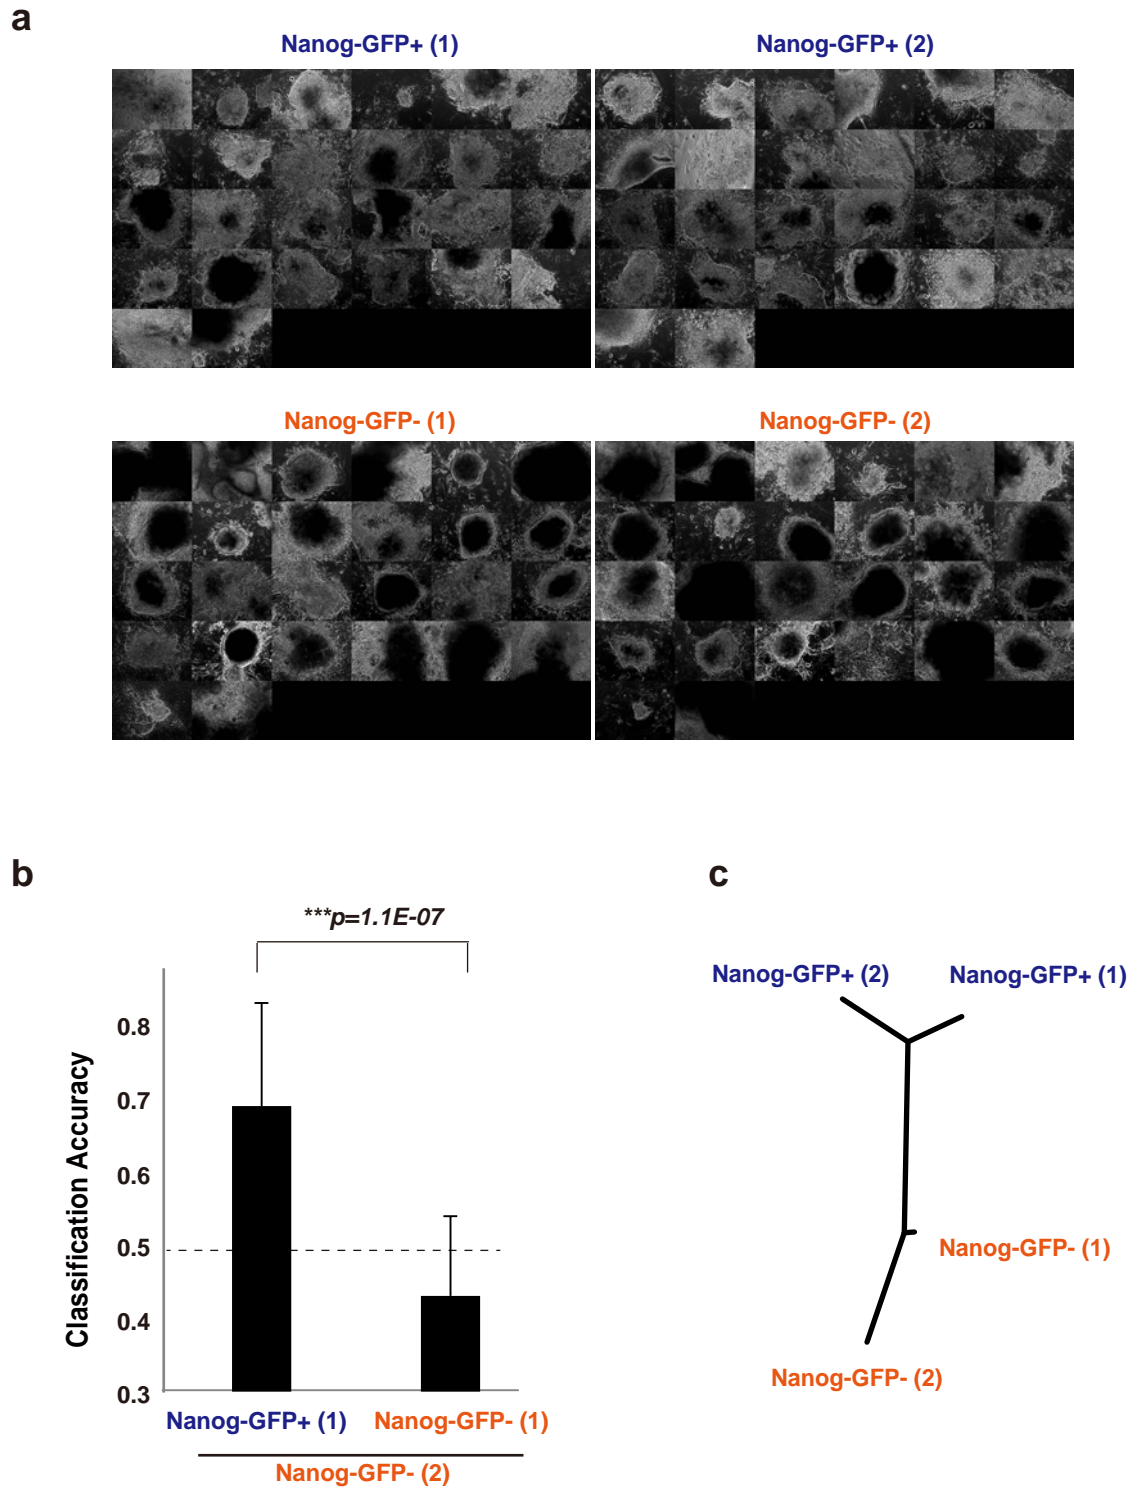 a
Nanog-GFP+ (1)
Nanog-GFP+ (2)
Nanog-GFP- (1)
Nanog-GFP- (2)
b
***p=1.1E-07
Classification Accuracy
0.8
0.7
0.6
0.5
0.4
0.3
Nanog-GFP+ (1)
Nanog-GFP- (1)
Nanog-GFP- (2)
c
Nanog-GFP+ (2)
Nanog-GFP+ (1)
Nanog-GFP- (1)
Nanog-GFP- (2)